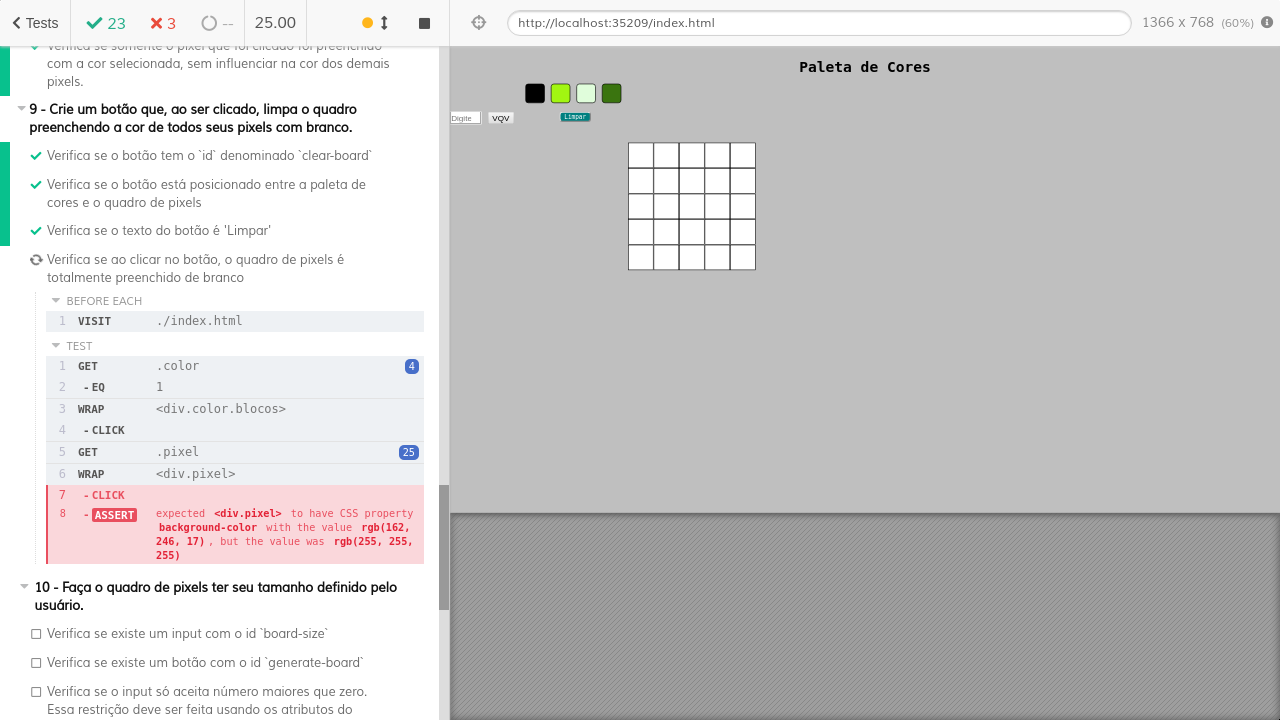 Tests 23 3 -- 25.00
http://localhost:35209/index.html 1366 x 768 (60%)
Verifica se somente o pixel que foi clicado foi preenchido
com a cor selecionada, sem influenciar na cor dos demais
pixels.
9 - Crie um botão que, ao ser clicado, limpa o quadro
preenchendo a cor de todos seus pixels com branco.
Verifica se o botão tem o `id` denominado `clear-board`
Verifica se o botão está posicionado entre a paleta de
cores e o quadro de pixels
Verifica se o texto do botão é 'Limpar'
Verifica se ao clicar no botão, o quadro de pixels é
totalmente preenchido de branco
BEFORE EACH
1 VISIT ./index.html
TEST
1 GET .color 4
2 - EQ 1
3 WRAP <div.color.blocos>
4 - CLICK
5 GET .pixel 25
6 WRAP <div.pixel>
7 - CLICK
8 - ASSERT expected <div.pixel> to have CSS property
background-color with the value rgb(162,
246, 17) , but the value was rgb(255, 255,
255)
10 - Faça o quadro de pixels ter seu tamanho definido pelo
usuário.
Verifica se existe um input com o id `board-size`
Verifica se existe um botão com o id `generate-board`
Verifica se o input só aceita número maiores que zero.
Essa restrição deve ser feita usando os atributos do
Paleta de Cores
Digite VQV Limpar